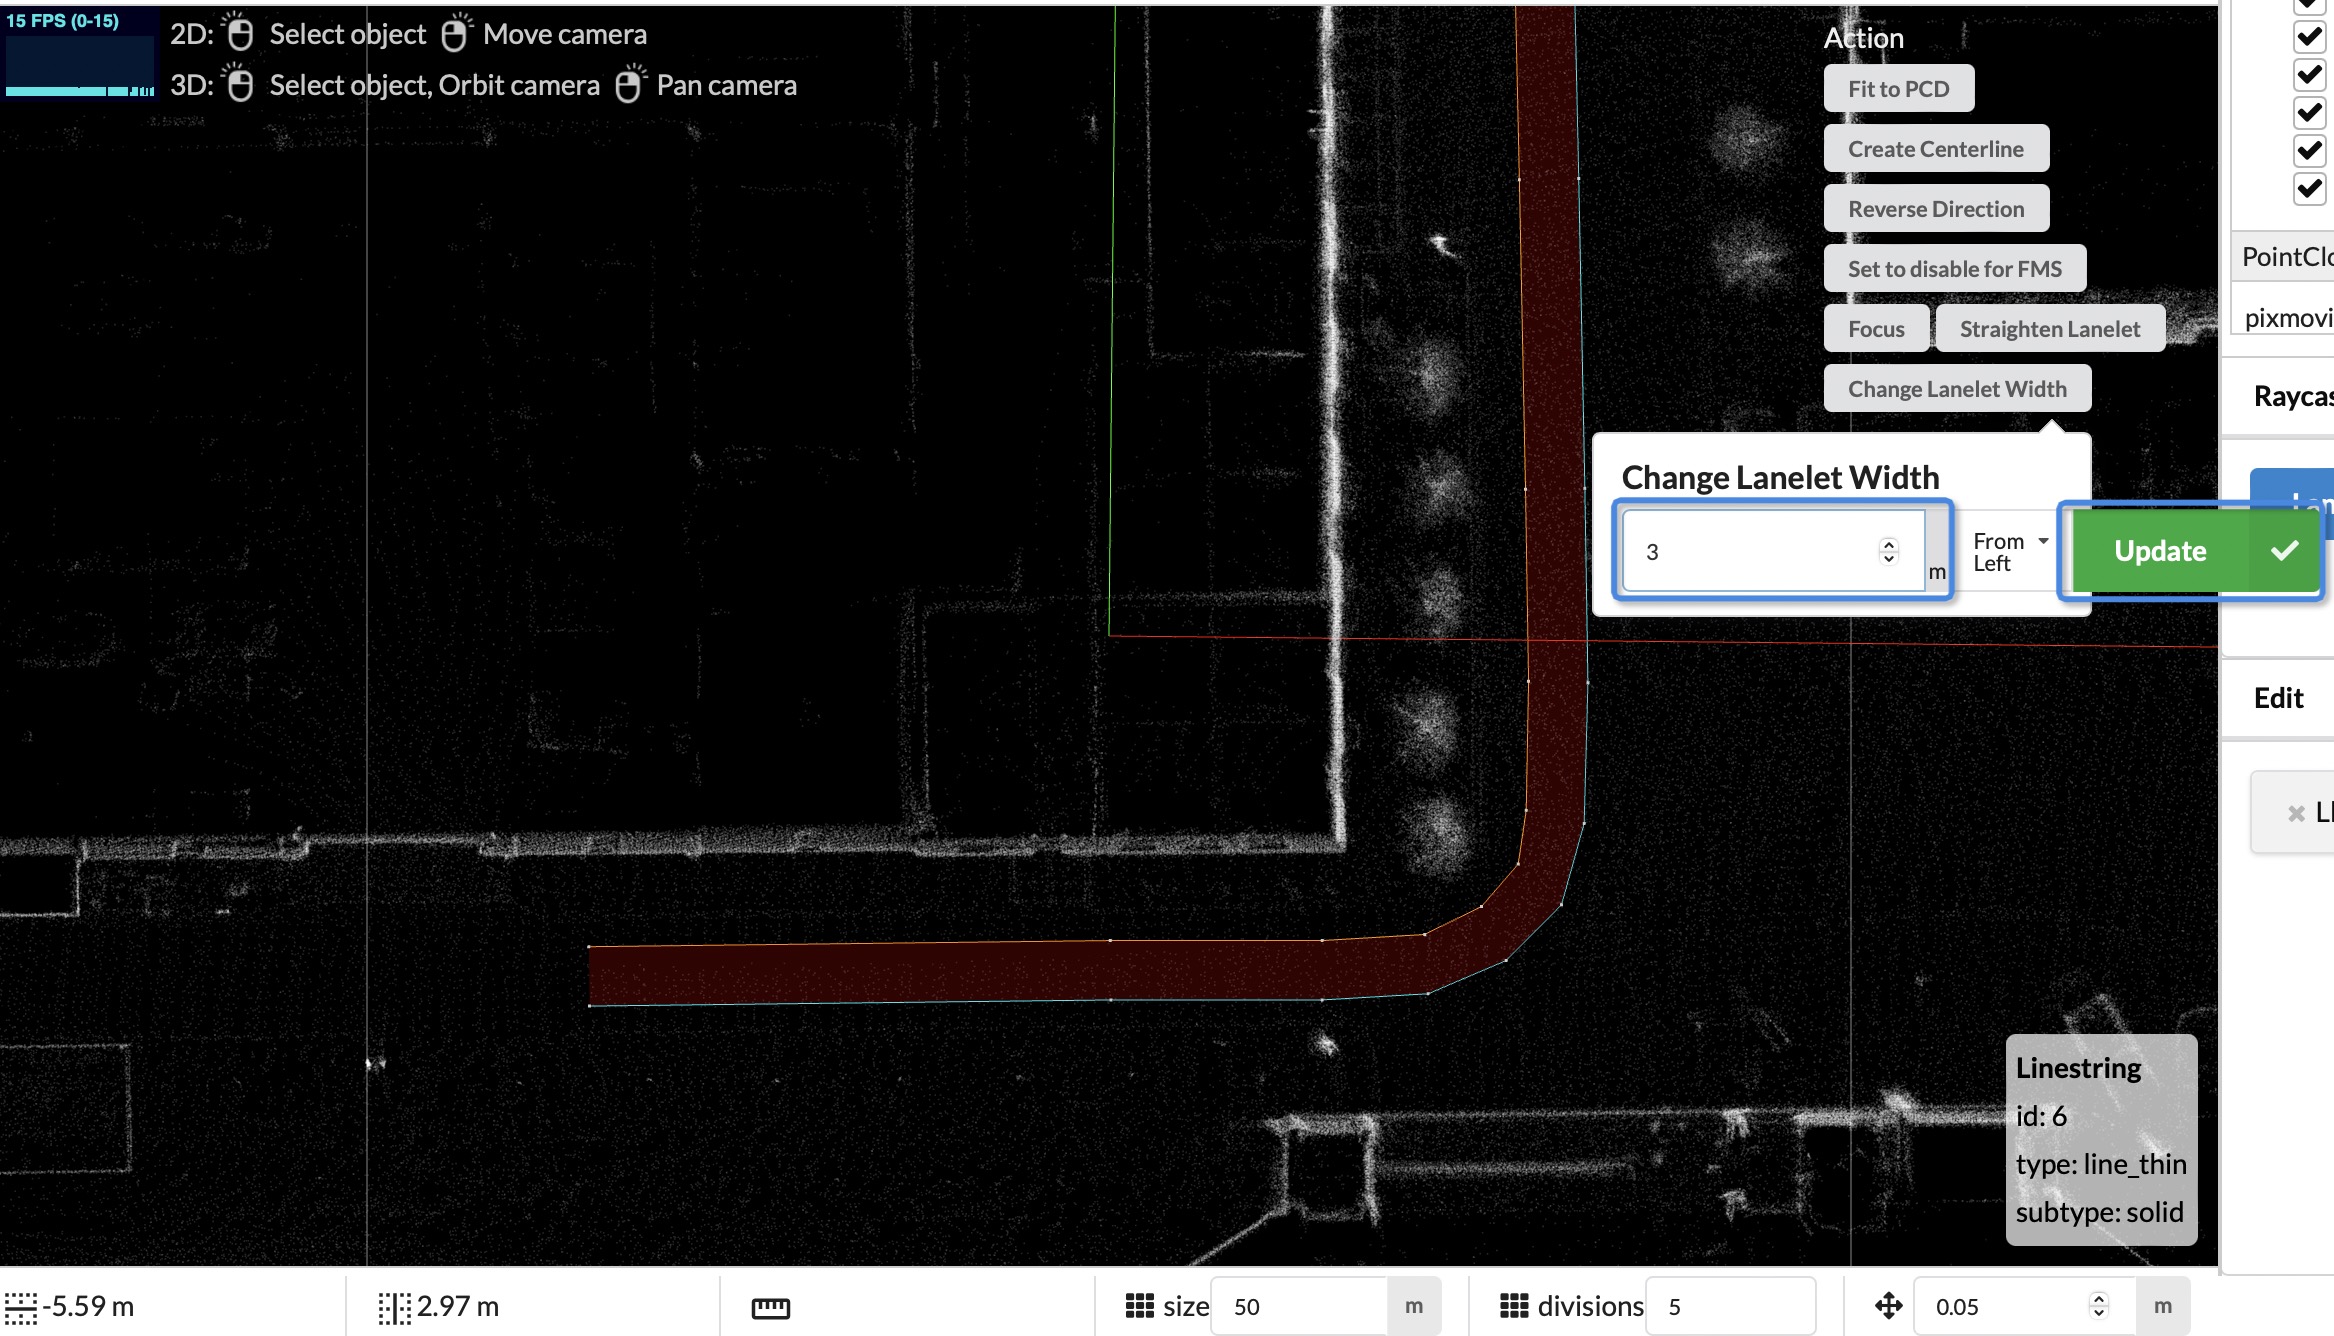 15 FPS (0-15)
2D: Select object Move camera
3D: Select object, Orbit camera Pan camera
Action
Fit to PCD
Create Centerline
Reverse Direction
Set to disable for FMS
Focus
Straighten Lanelet
Change Lanelet Width
Change Lanelet Width
3
m
From
Left
Update
pixmovi
Raycas
Edit
Linestring
id: 6
type: line_thin
subtype: solid
-5.59 m
2.97 m
size 50 m
divisions 5
0.05 m